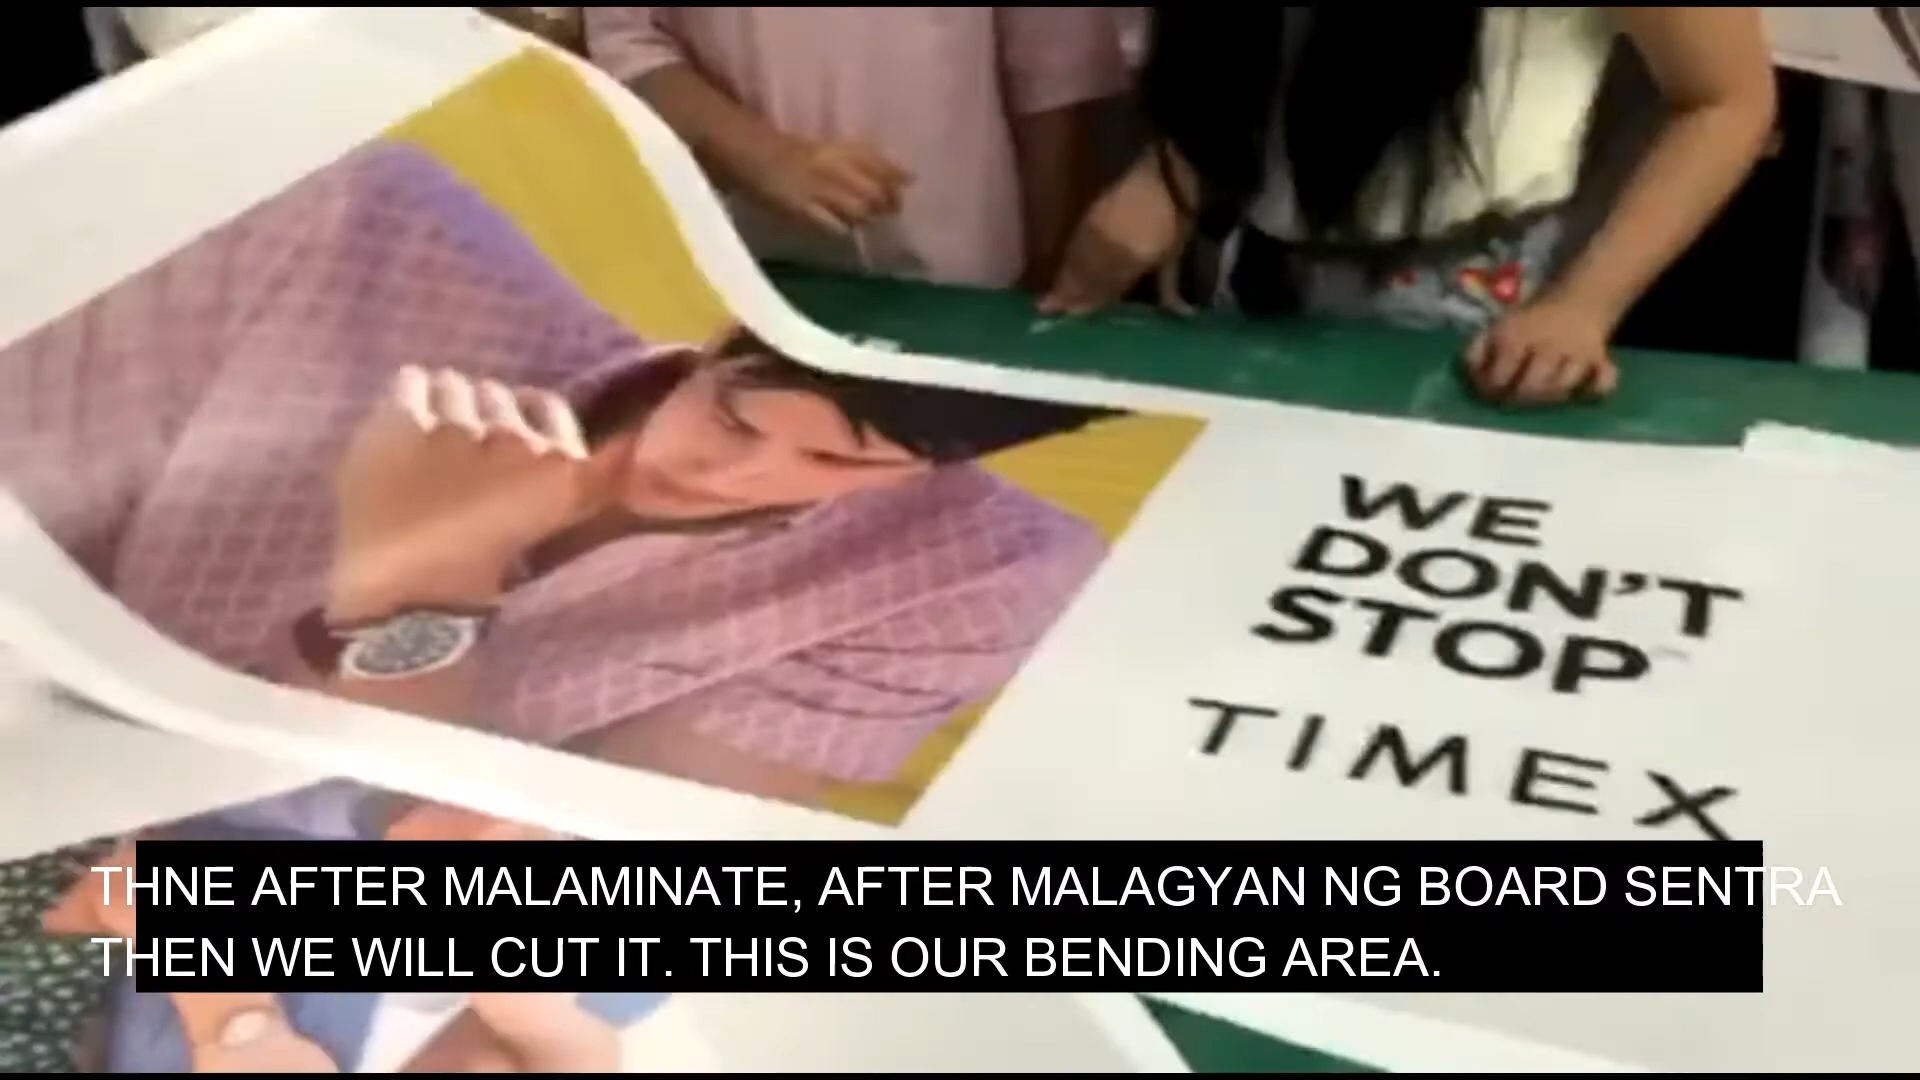 WE
DON'T
STOP
TIMEX
THNE AFTER MALAMINATE, AFTER MALAGYAN NG BOARD SENTRA
THEN WE WILL CUT IT. THIS IS OUR BENDING AREA.